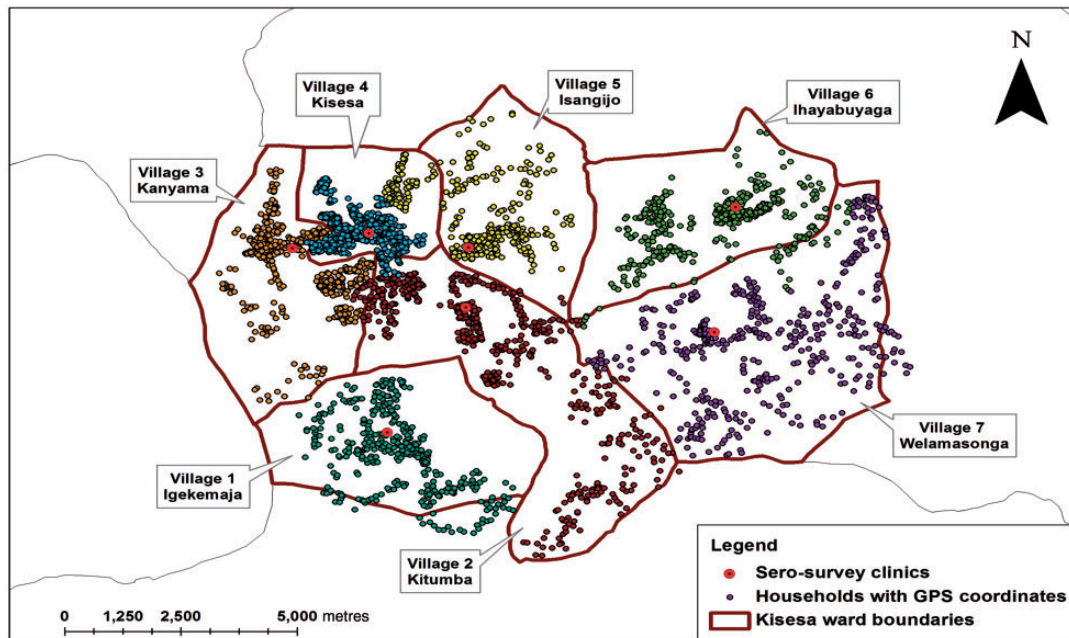 N
Village 4
Kisesa
Village 5
Isangijo
Village 6
Ihayabuyaga
Village 3
Kanyama
Village 7
Welamasonga
Village 1
Igekemaja
Village 2
Kitumba
Legend
Sero-survey clinics
Households with GPS coordinates
Kisesa ward boundaries
0 1,250 2,500 5,000 metres